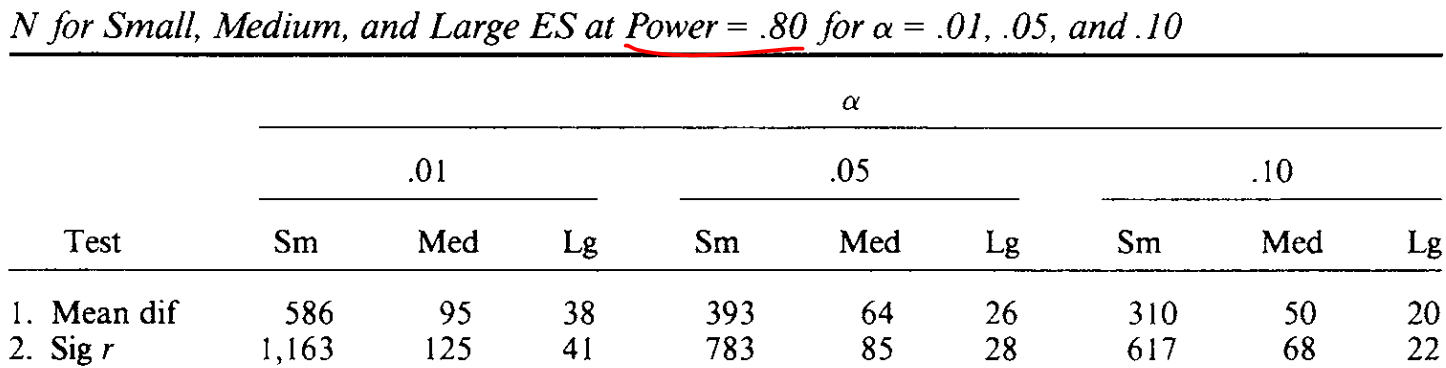 N for Small, Medium, and Large ES at Power = .80 for α = .01, .05, and .10
α
.01 .05 .10
Test Sm Med Lg Sm Med Lg Sm Med Lg
1. Mean dif 586 95 38 393 64 26 310 50 20
2. Sig r 1,163 125 41 783 85 28 617 68 22